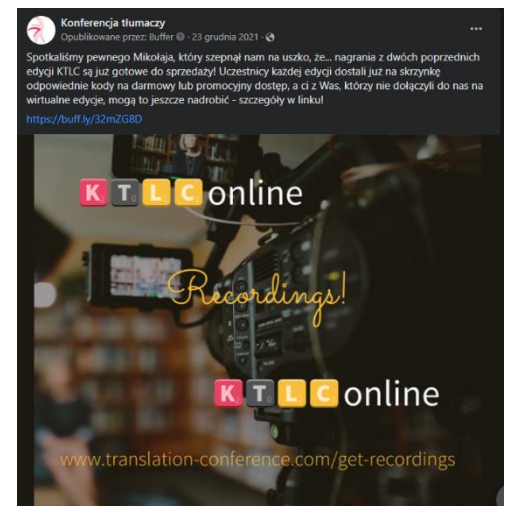 Konferencja tłumaczy
Opublikowane przez: Buffer · 23 grudnia 2021 ·
Spotkaliśmy pewnego Mikołaja, który szepnął nam na uszko, że... nagrania z dwóch poprzednich
edycji KTLC są już gotowe do sprzedaży! Uczestnicy każdej edycji dostali już na skrzynkę
odpowiednie kody na darmowy lub promocyjny dostęp, a ci z Was, którzy nie dołączyli do nas na
wirtualne edycje, mogą to jeszcze nadrobić - szczegóły w linku!
https://buff.ly/32mZG8D
KTLC online
Recordings!
KTLC online
www.translation-conference.com/get-recordings